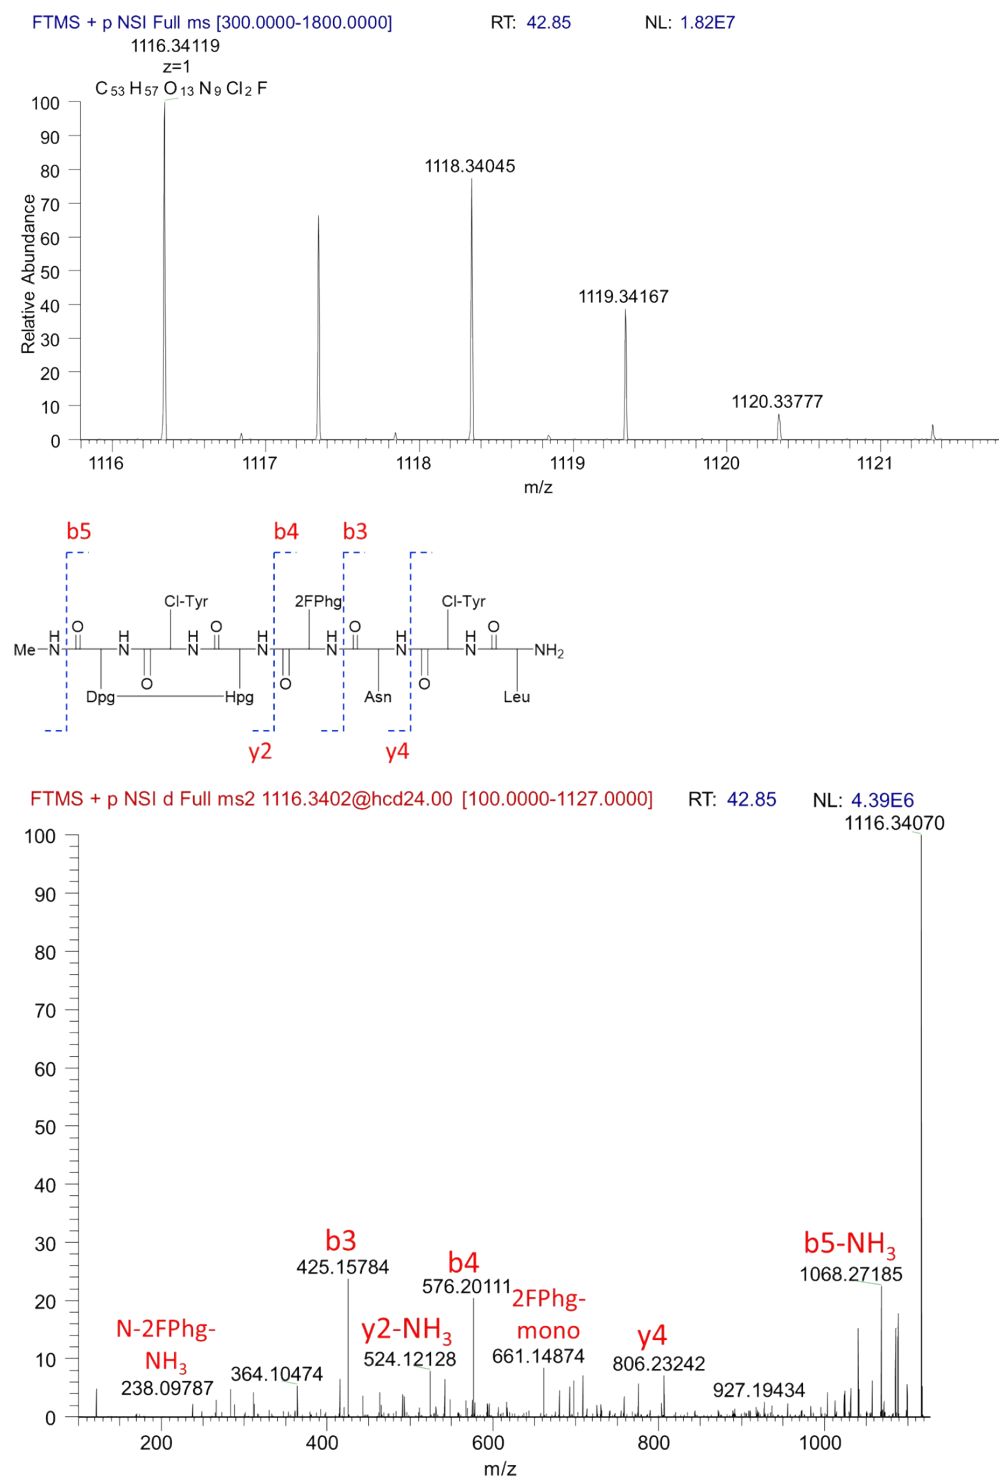 FTMS + p NSI Full ms [300.0000-1800.0000] RT: 42.85 NL: 1.82E7
1116.34119
z=1
C₅₃ H₅₇ O₁₃ N₉ Cl₂ F
100
90
80
70
60
50
40
30
20
10
0
Relative Abundance
1118.34045
1119.34167
1120.33777
1116 1117 1118 1119 1120 1121
m/z
b5 b4 b3
Cl-Tyr 2FPhg Cl-Tyr
O H O H O H O
Me N N N N N N N NH₂
H H H
O O O
Dpg Hpg Asn Leu
y2 y4
FTMS + p NSI d Full ms2 1116.3402@hcd24.00 [100.0000-1127.0000] RT: 42.85 NL: 4.39E6
1116.34070
100
90
80
70
60
50
40
30
20
10
0
b3
425.15784
b4
576.20111
b5-NH₃
1068.27185
N-2FPhg-
NH₃
238.09787
364.10474
y2-NH₃
524.12128
2FPhg-
mono
661.14874
y4
806.23242
927.19434
200 400 600 800 1000
m/z